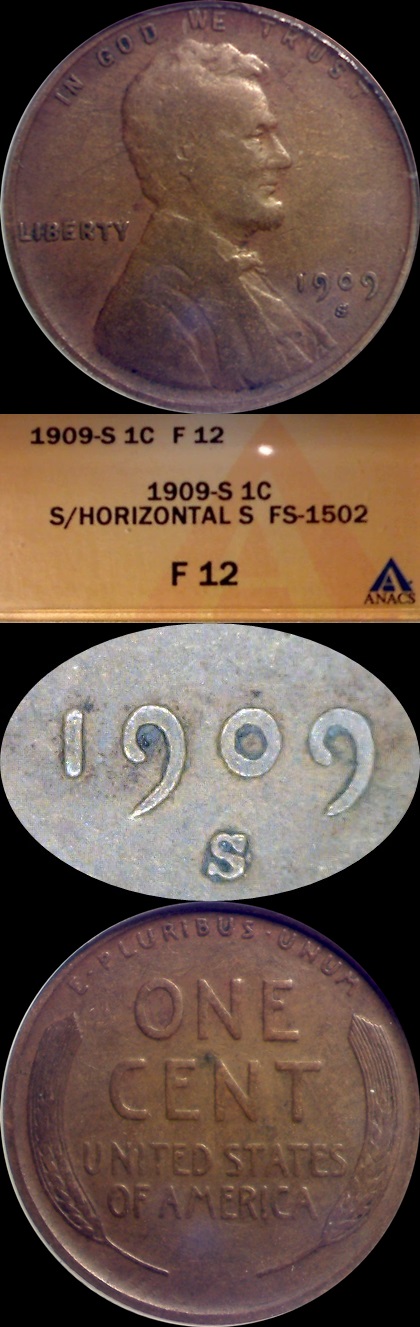 IN GOD WE TRUST
LIBERTY
1909
S
1909-S 1C F 12
1909-S 1C
S/HORIZONTAL S FS-1502
F 12
ANACS
1909
S
E·PLURIBUS·UNUM
ONE
CENT
UNITED STATES
OF AMERICA